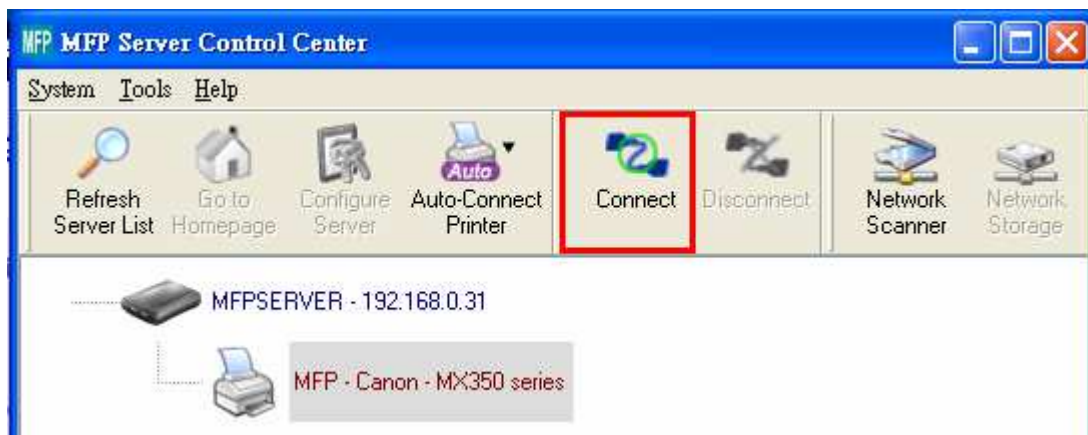 MFP MFP Server Control Center
System Tools Help
Refresh Server List
Go to Homepage
Configure Server
Auto
Auto-Connect Printer
Connect
Disconnect
Network Scanner
Network Storage
MFPSERVER - 192.168.0.31
MFP - Canon - MX350 series